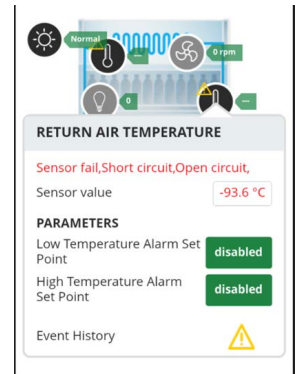 Normal
—
0 rpm
0
—
RETURN AIR TEMPERATURE
Sensor fail,Short circuit,Open circuit,
Sensor value
-93.6 °C
PARAMETERS
Low Temperature Alarm Set
Point
disabled
High Temperature Alarm
Set Point
disabled
Event History